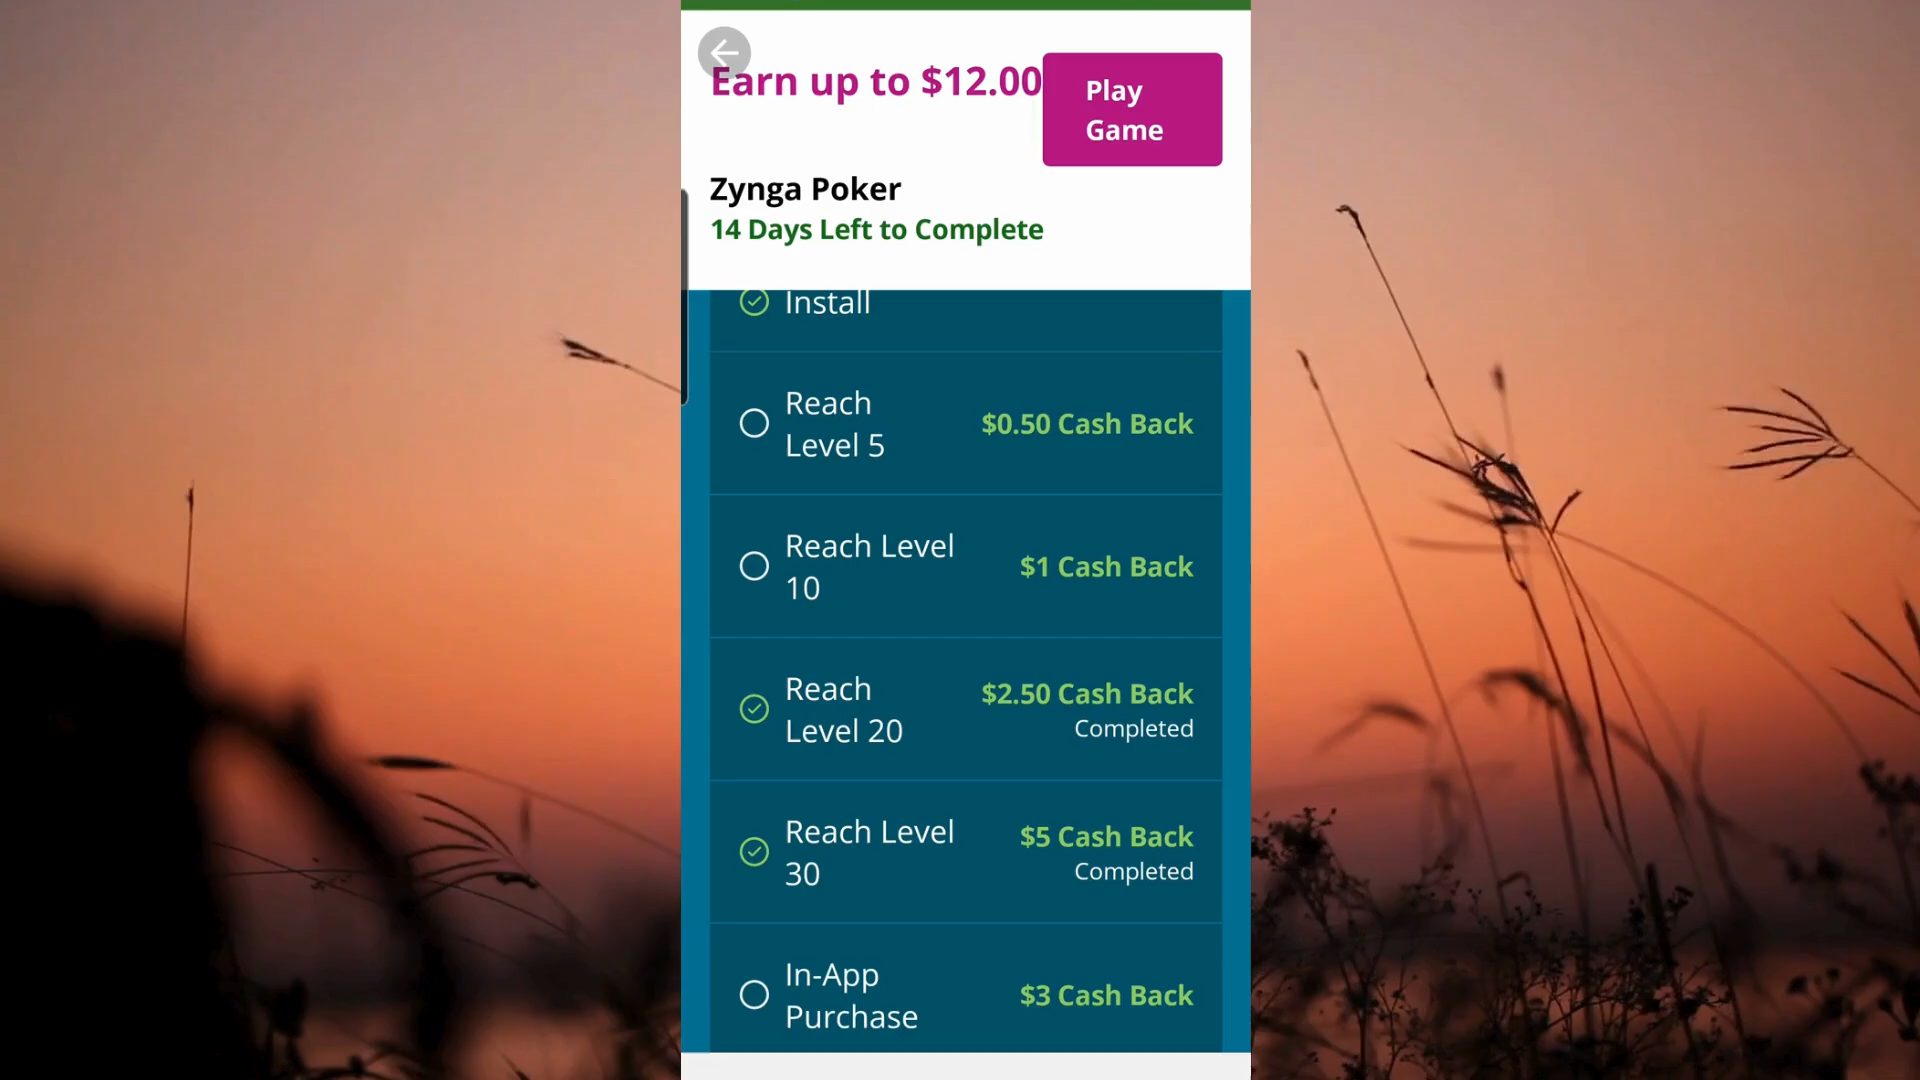 Earn up to $12.00
Play
Game
Zynga Poker
14 Days Left to Complete
Install
Reach
Level 5
$0.50 Cash Back
Reach Level
10
$1 Cash Back
Reach
Level 20
$2.50 Cash Back
Completed
Reach Level
30
$5 Cash Back
Completed
In-App
Purchase
$3 Cash Back